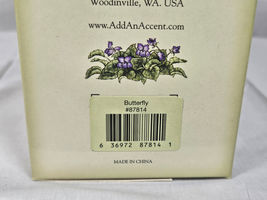 Woodinville, WA. USA
www.AddAnAccent.com
Butterfly
#87814
6 36972 87814 1
MADE IN CHINA